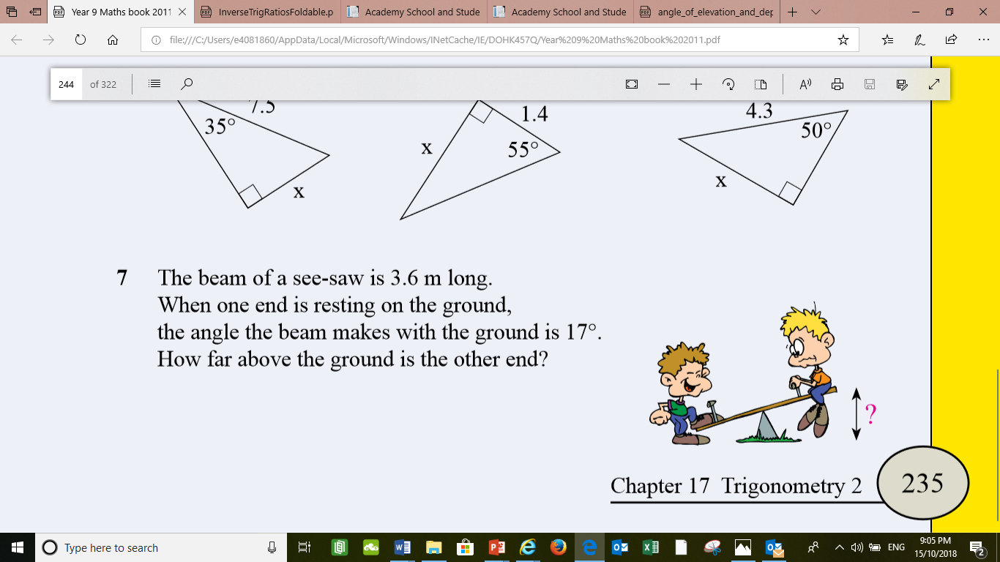 Year 9 Maths book 2011
InverseTrigRatiosFoldable.p
Academy School and Stude
Academy School and Stude
angle_of_elevation_and_dep
file:///C:/Users/e4081860/AppData/Local/Microsoft/Windows/INetCache/IE/DOHK457Q/Year%209%20Maths%20book%202011.pdf
244 of 322
35°
7.5
x
1.4
x
55°
4.3
50°
x
7 The beam of a see-saw is 3.6 m long.
When one end is resting on the ground,
the angle the beam makes with the ground is 17°.
How far above the ground is the other end?
?
Chapter 17 Trigonometry 2
235
Type here to search
ENG
9:05 PM
15/10/2018
2